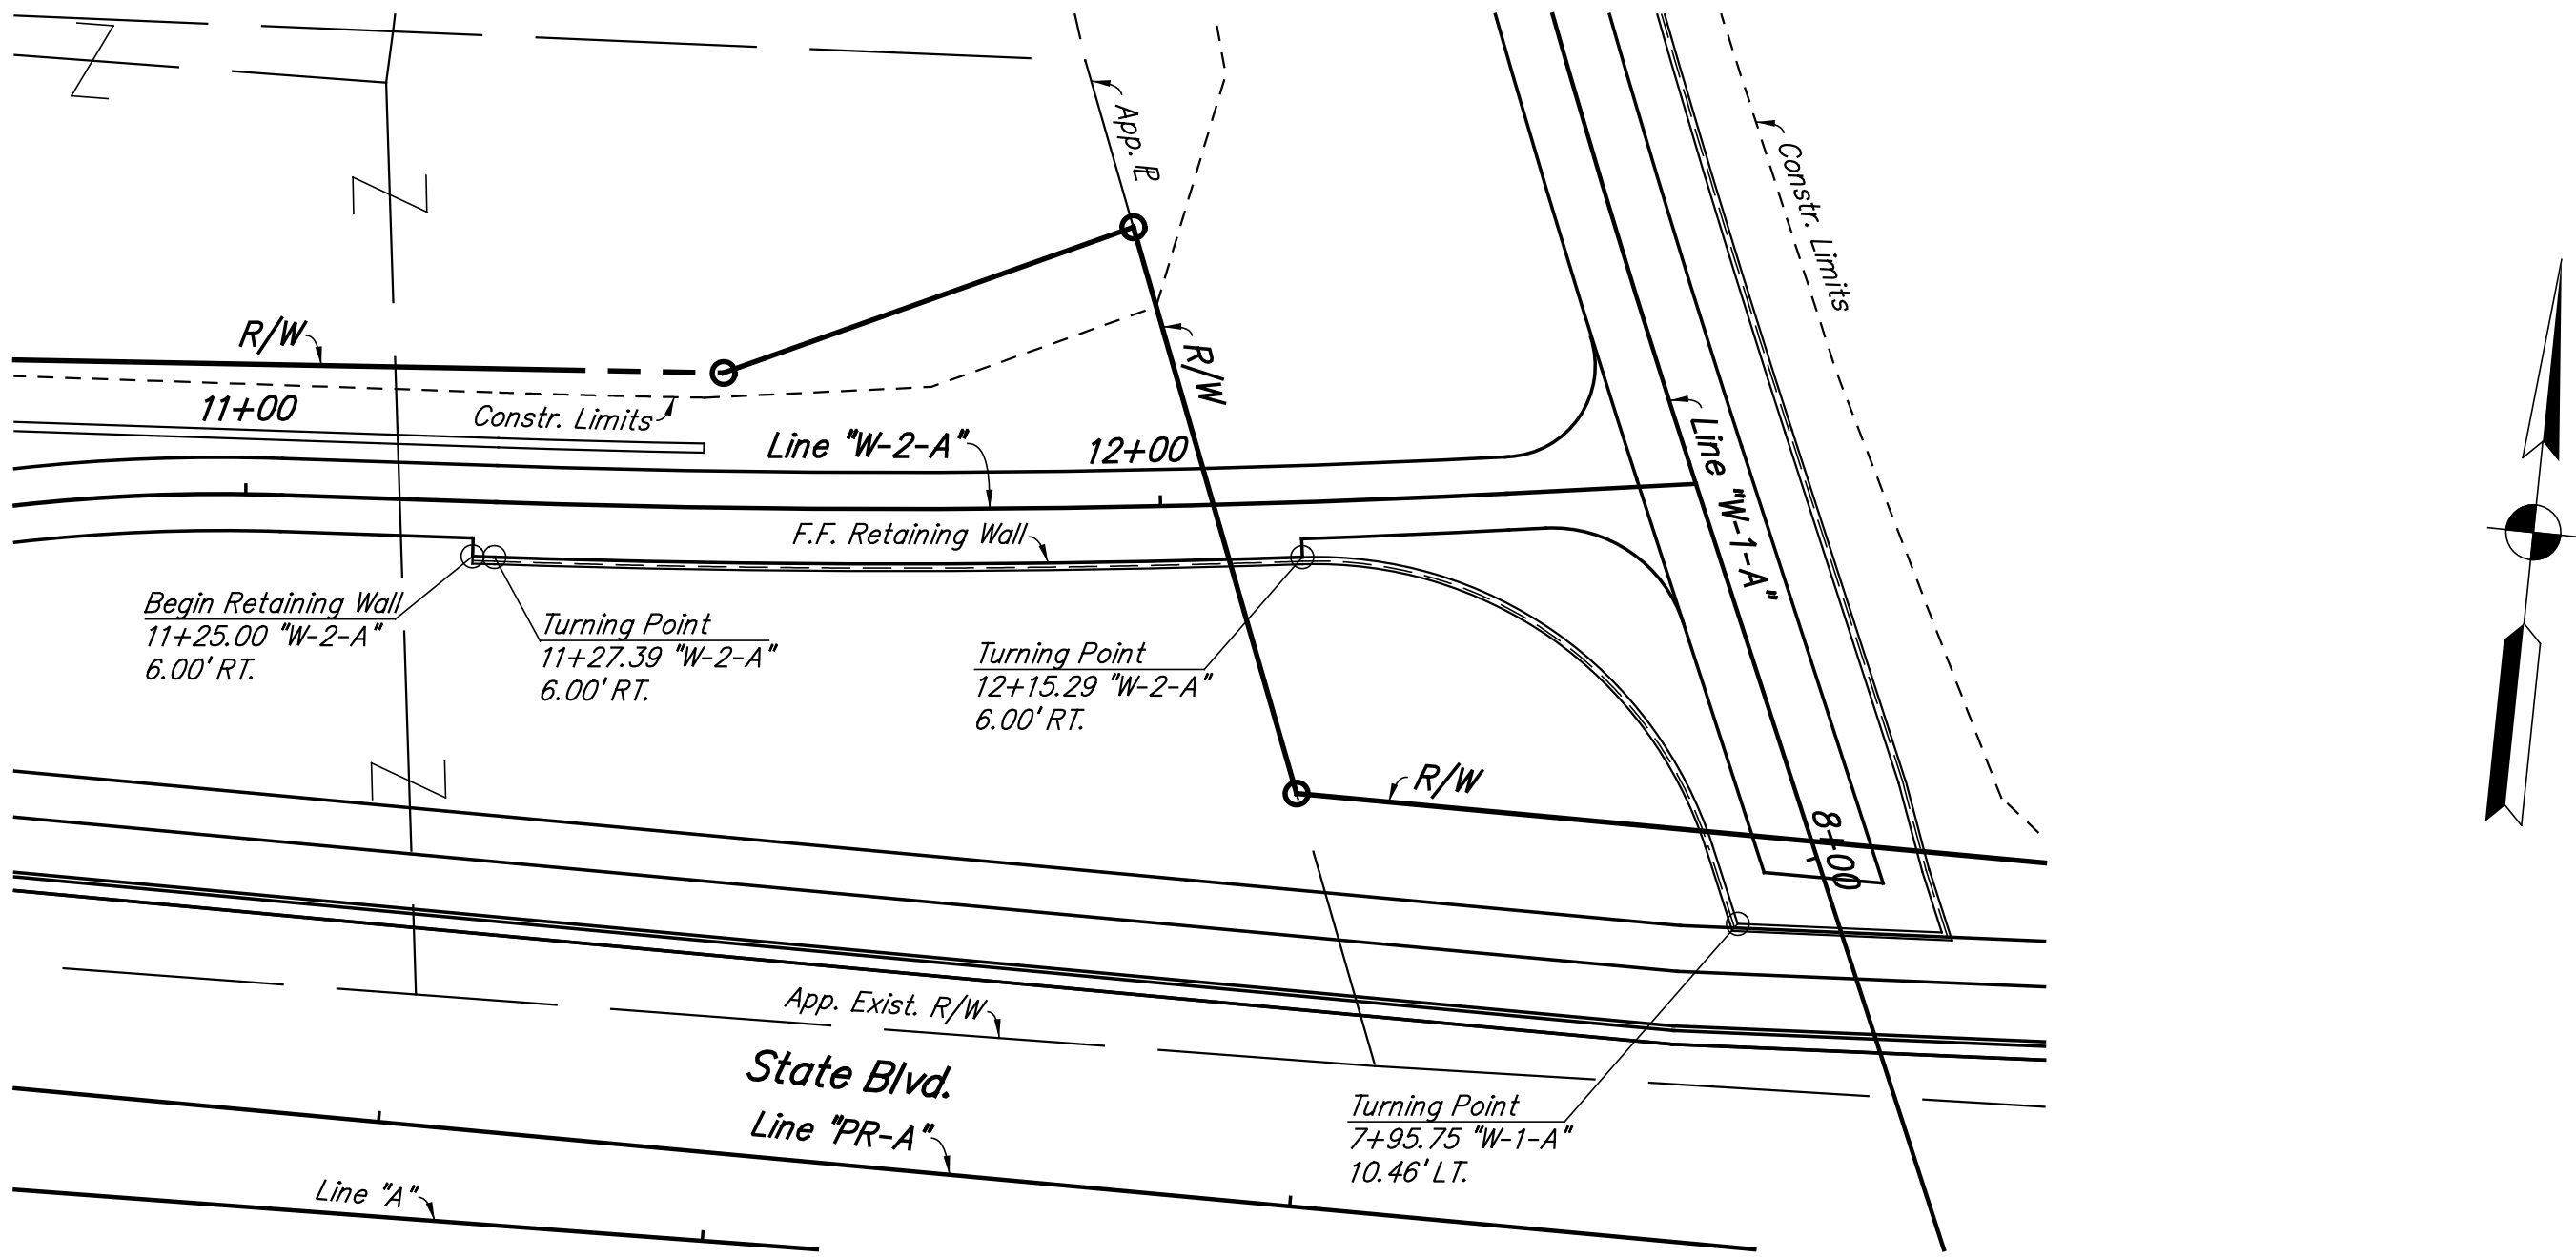 App. PL
Constr. Limits
R/W
R/W
11+00
Constr. Limits
Line "W-2-A"
12+00
Line "W-1-A"
F.F. Retaining Wall
Begin Retaining Wall
11+25.00 "W-2-A"
6.00' RT.
Turning Point
11+27.39 "W-2-A"
6.00' RT.
Turning Point
12+15.29 "W-2-A"
6.00' RT.
R/W
8+00
App. Exist. R/W
State Blvd.
Line "PR-A"
Turning Point
7+95.75 "W-1-A"
10.46' LT.
Line "A"